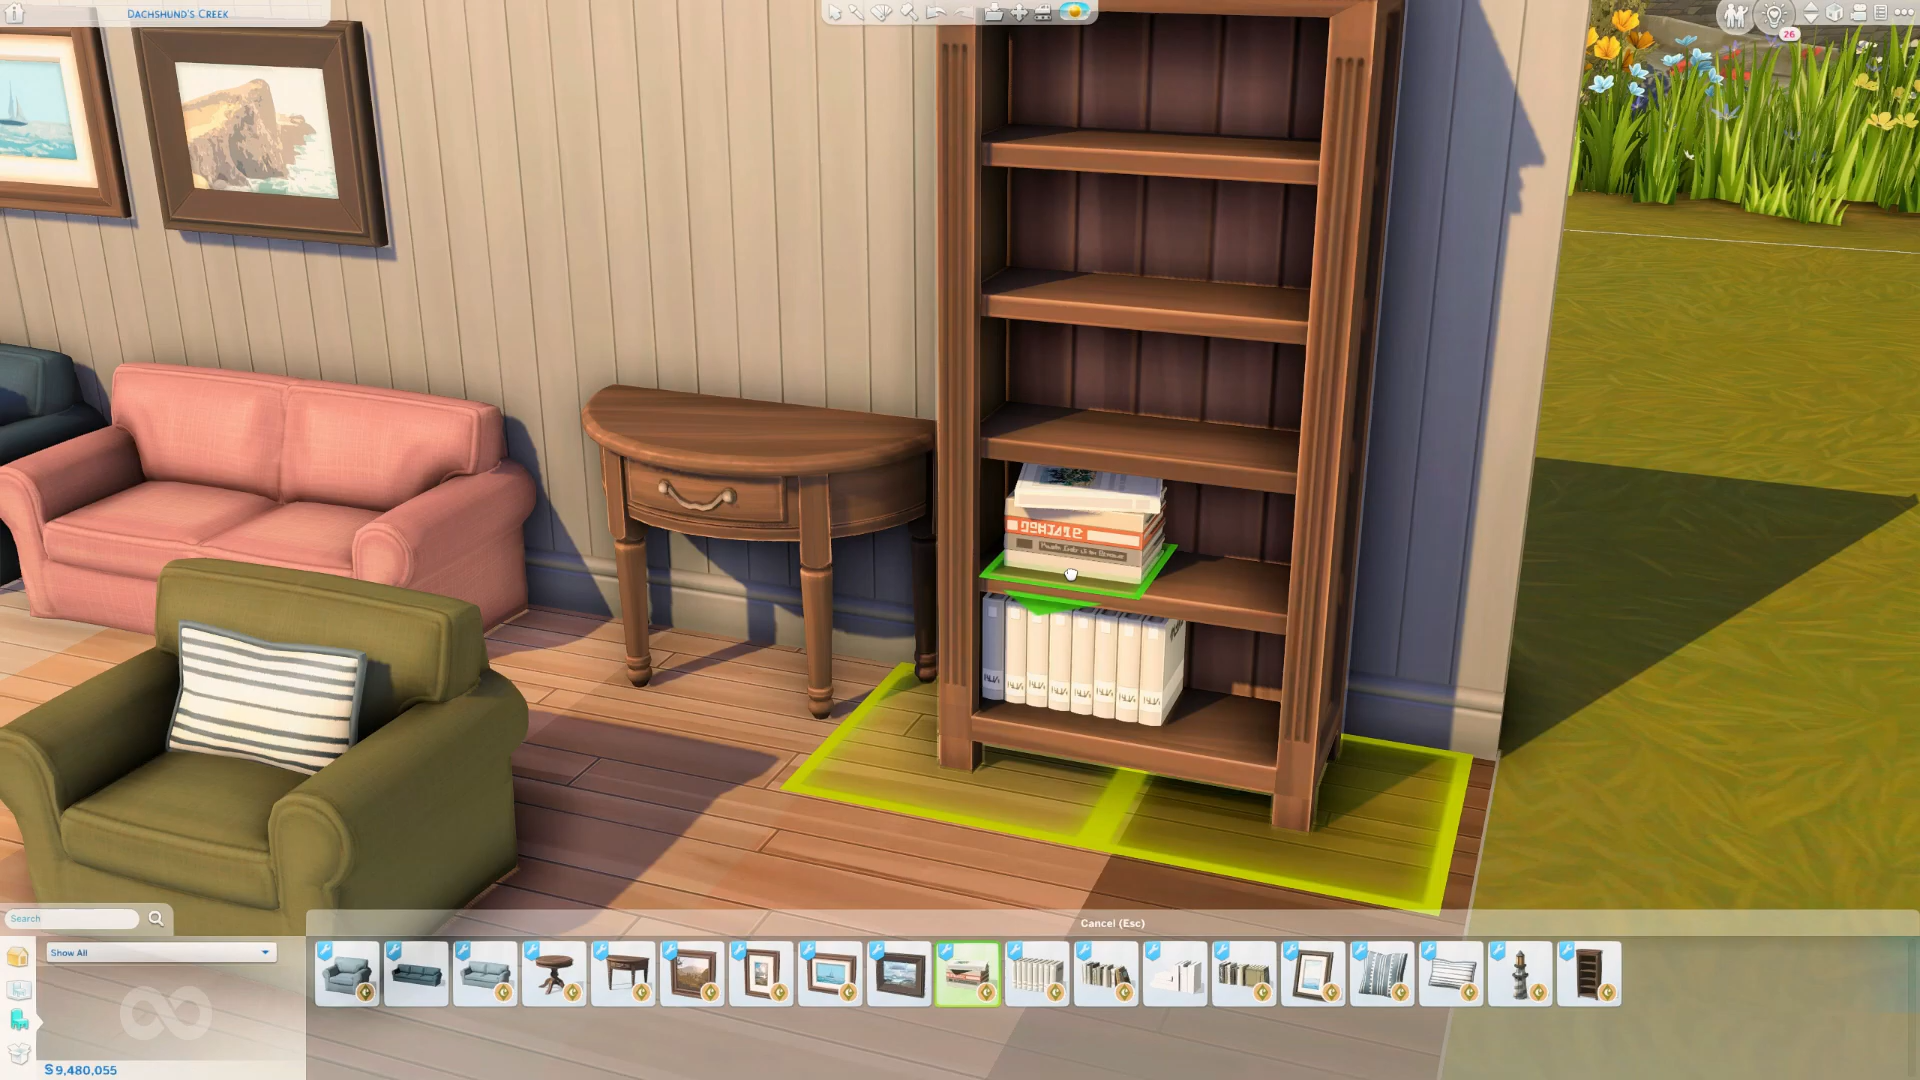 DACHSHUND'S CREEK
26
Cancel (Esc)
Search
Show All
§9,480,055